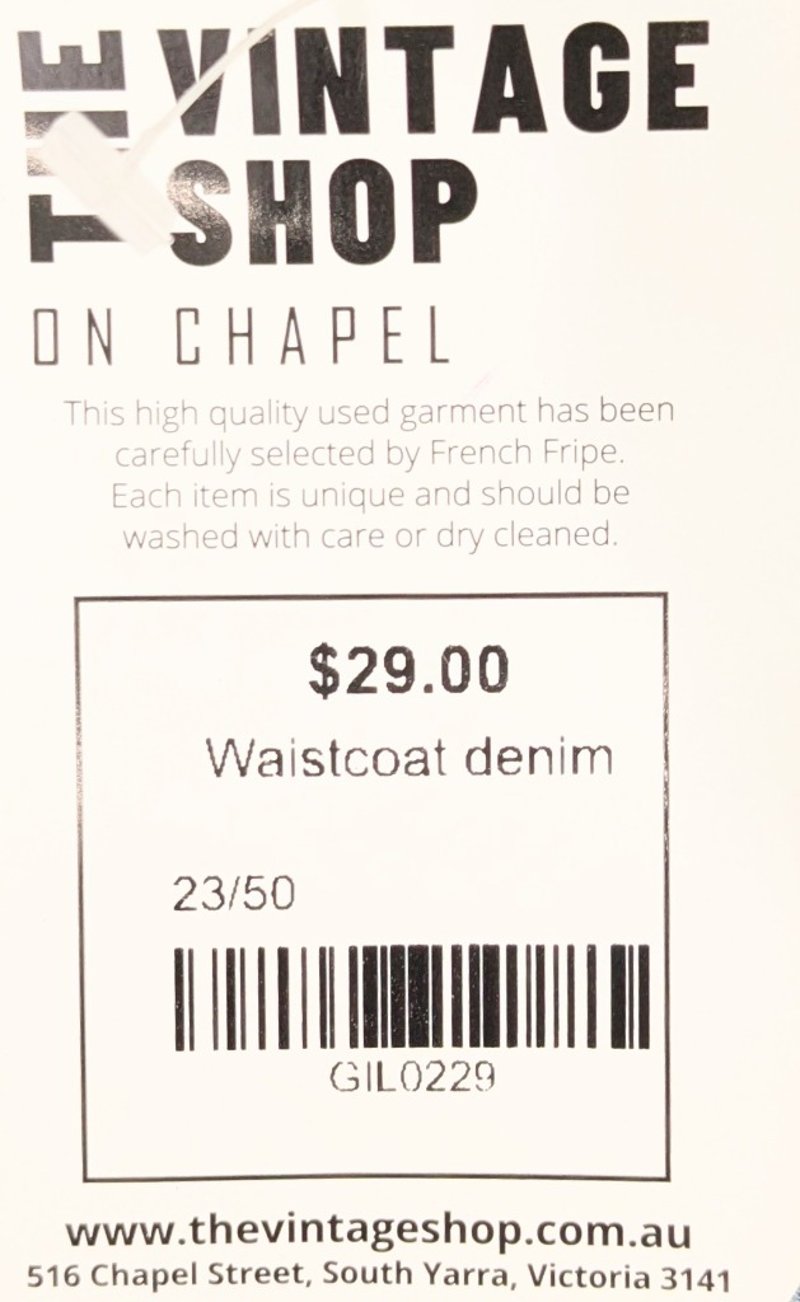 THE VINTAGE
SHOP
ON CHAPEL
This high quality used garment has been
carefully selected by French Fripe.
Each item is unique and should be
washed with care or dry cleaned.
$29.00
Waistcoat denim
23/50
GIL0229
www.thevintageshop.com.au
516 Chapel Street, South Yarra, Victoria 3141